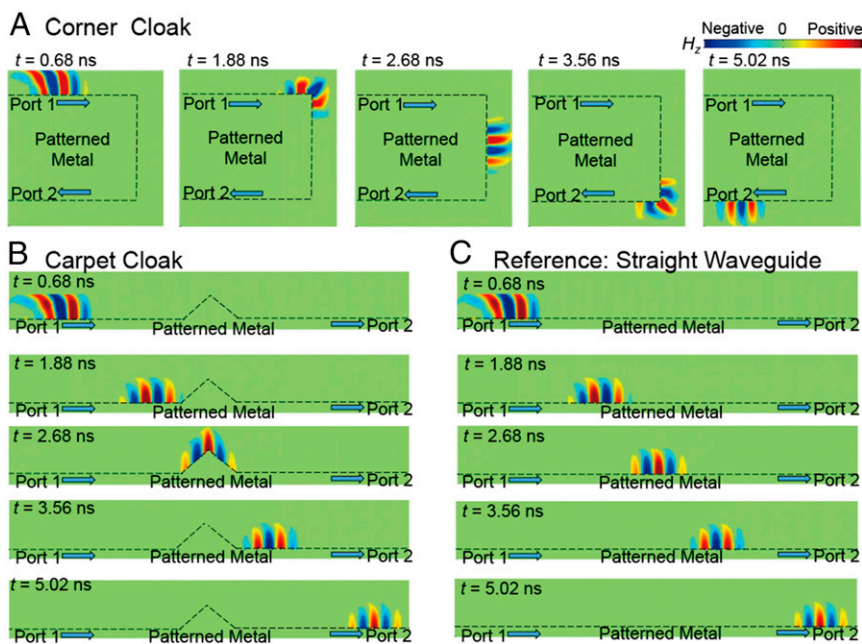 A Corner Cloak
Negative 0 Positive
Hz
t = 0.68 ns
t = 1.88 ns
t = 2.68 ns
t = 3.56 ns
t = 5.02 ns
Port 1
Patterned
Metal
Port 2
Port 1
Patterned
Metal
Port 2
Port 1
Patterned
Metal
Port 2
Port 1
Patterned
Metal
Port 2
Port 1
Patterned
Metal
Port 2
B Carpet Cloak
t = 0.68 ns
Port 1 Patterned Metal Port 2
t = 1.88 ns
Port 1 Patterned Metal Port 2
t = 2.68 ns
Port 1 Patterned Metal Port 2
t = 3.56 ns
Port 1 Patterned Metal Port 2
t = 5.02 ns
Port 1 Patterned Metal Port 2
C Reference: Straight Waveguide
t = 0.68 ns
Port 1 Patterned Metal Port 2
t = 1.88 ns
Port 1 Patterned Metal Port 2
t = 2.68 ns
Port 1 Patterned Metal Port 2
t = 3.56 ns
Port 1 Patterned Metal Port 2
t = 5.02 ns
Port 1 Patterned Metal Port 2